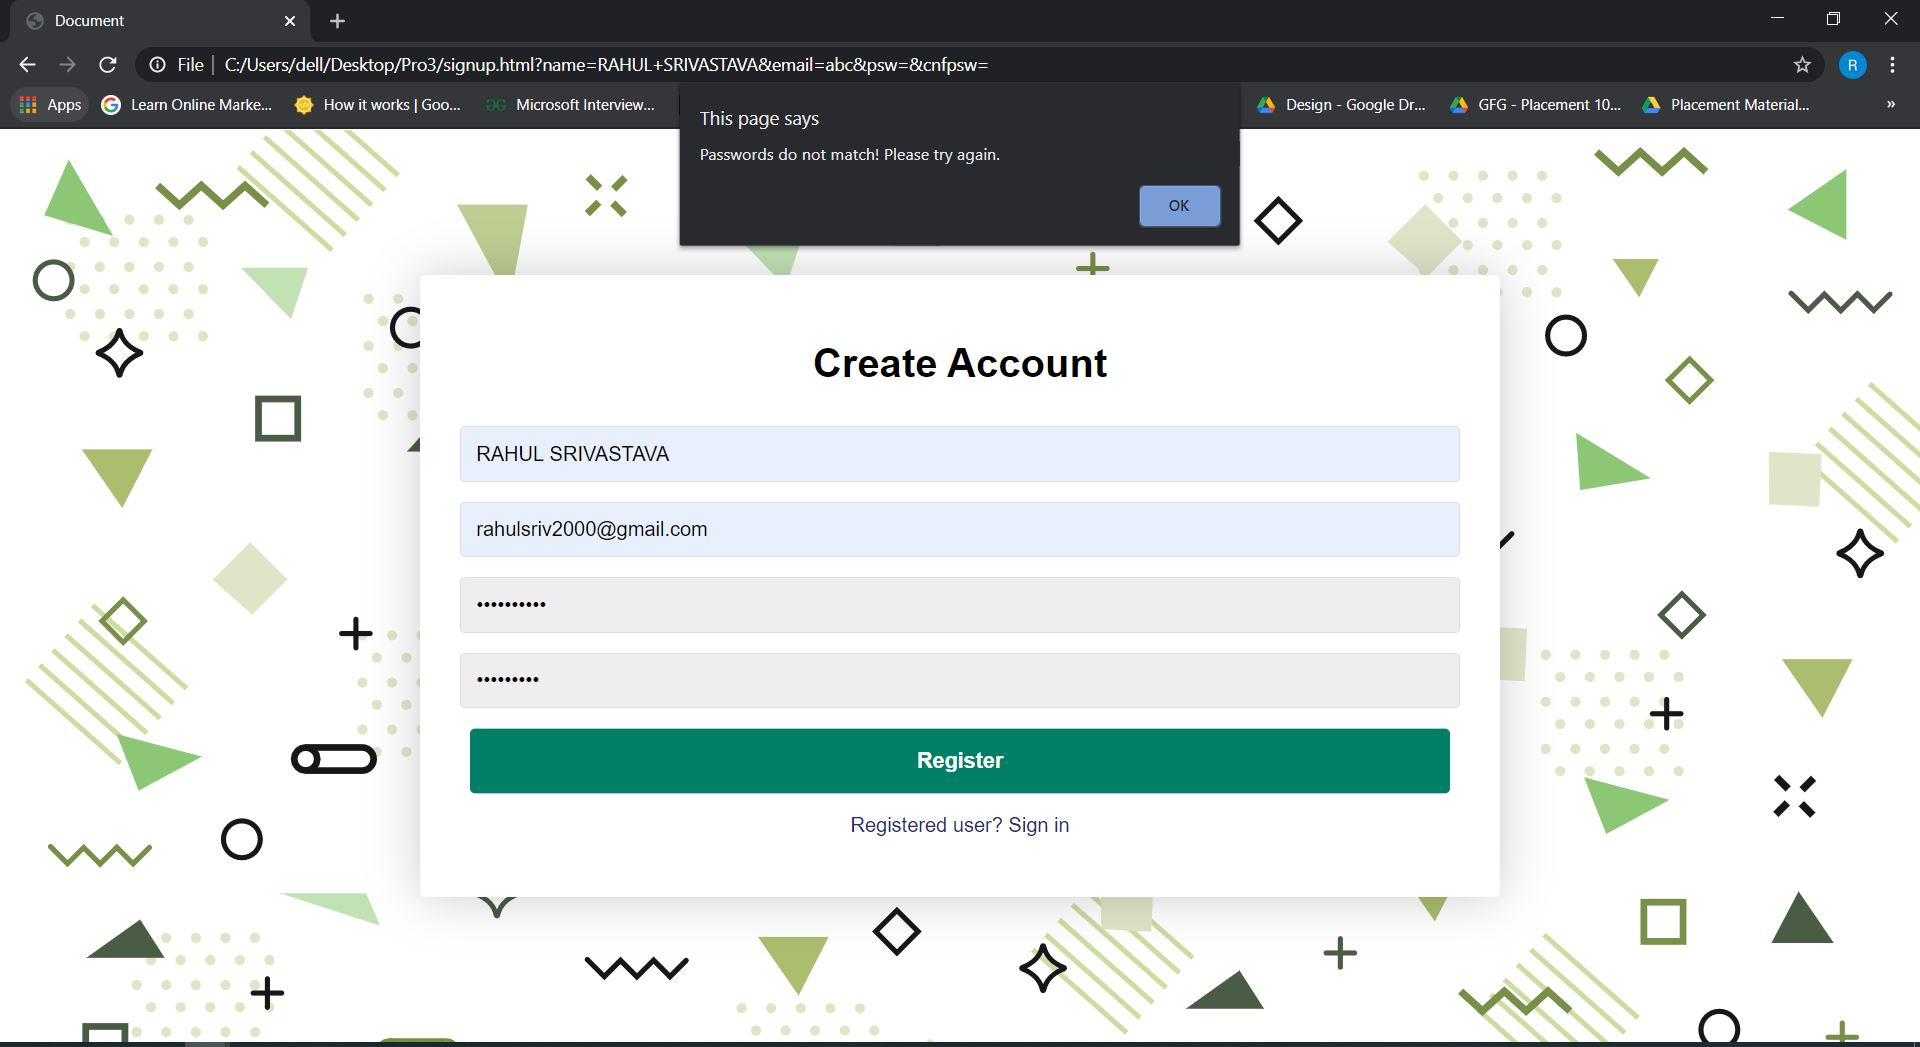 Document
File
C:/Users/dell/Desktop/Pro3/signup.html?name=RAHUL+SRIVASTAVA&email=abc&psw=&cnfpsw=
R
Apps
Learn Online Marke...
How it works | Goo...
Microsoft Interview...
Design - Google Dr...
GFG - Placement 10...
Placement Material...
»
This page says
Passwords do not match! Please try again.
OK
Create Account
RAHUL SRIVASTAVA
rahulsriv2000@gmail.com
••••••••••
•••••••••
Register
Registered user? Sign in